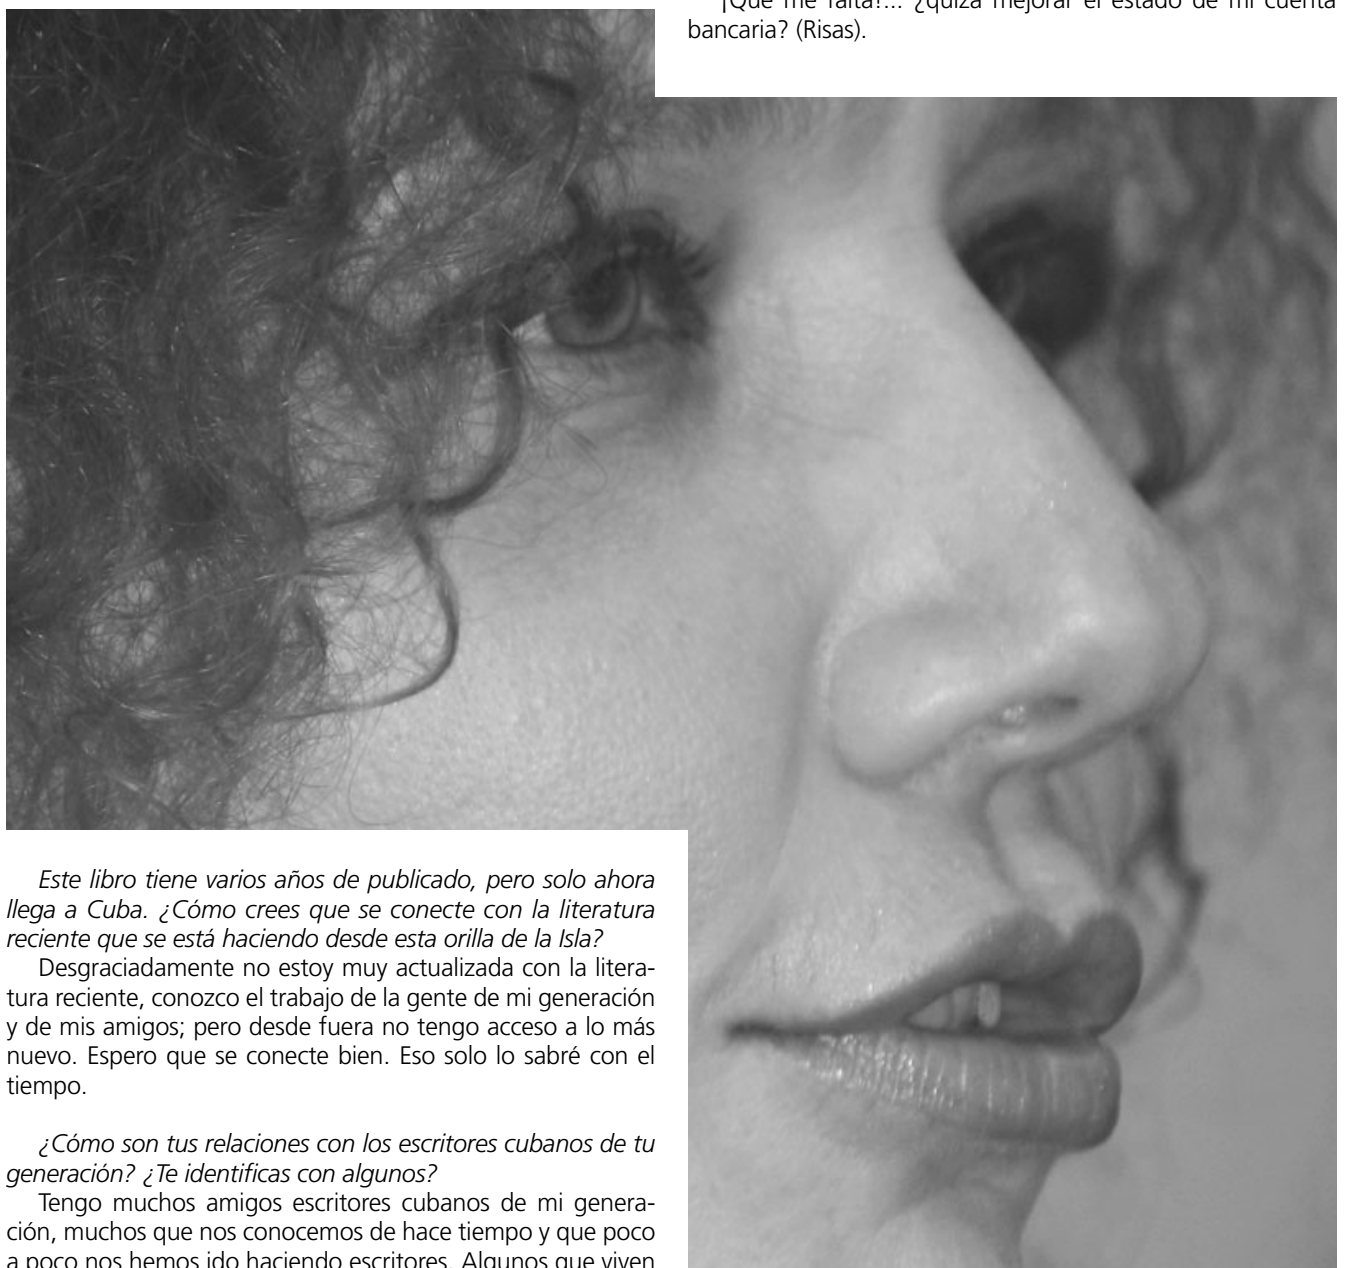 ¡Qué me falta!... ¿quizá mejorar el estado de mi cuenta
bancaria? (Risas).
Este libro tiene varios años de publicado, pero solo ahora
llega a Cuba. ¿Cómo crees que se conecte con la literatura
reciente que se está haciendo desde esta orilla de la Isla?
Desgraciadamente no estoy muy actualizada con la litera-
tura reciente, conozco el trabajo de la gente de mi generación
y de mis amigos; pero desde fuera no tengo acceso a lo más
nuevo. Espero que se conecte bien. Eso solo lo sabré con el
tiempo.
¿Cómo son tus relaciones con los escritores cubanos de tu
generación? ¿Te identificas con algunos?
Tengo muchos amigos escritores cubanos de mi genera-
ción, muchos que nos conocemos de hace tiempo y que poco
a poco nos hemos ido haciendo escritores. Algunos que viven